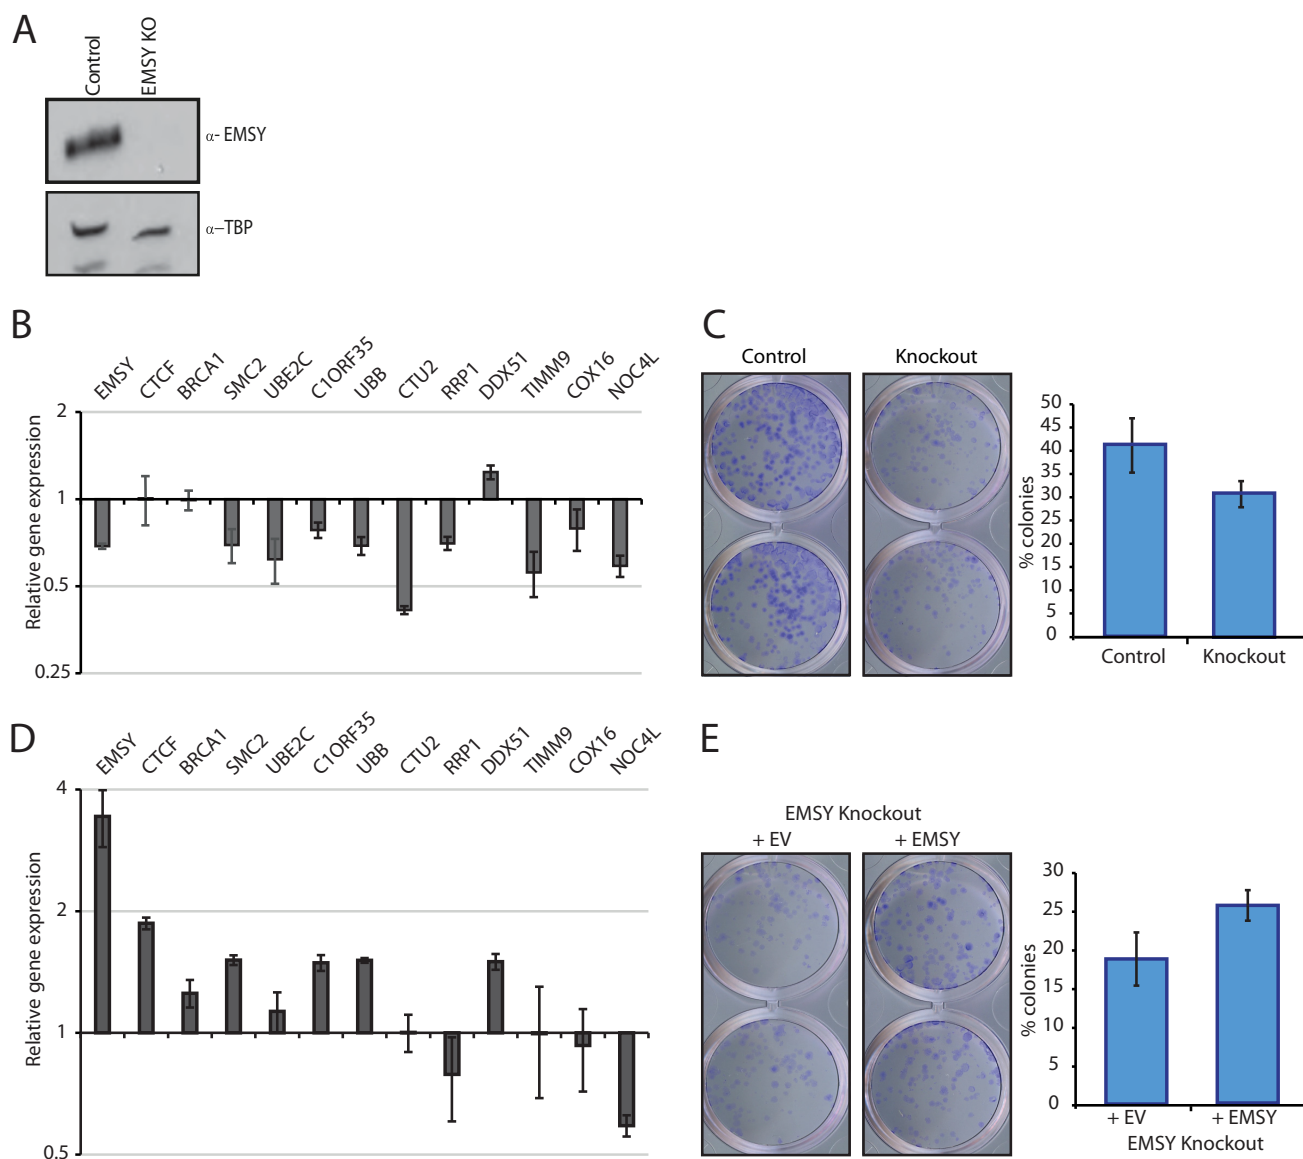 A
Control
EMSY KO
α- EMSY
α–TBP
B
EMSY
CTCF
BRCA1
SMC2
UBE2C
C1ORF35
UBB
CTU2
RRP1
DDX51
TIMM9
COX16
NOC4L
Relative gene expression
2
1
0.5
0.25
C
Control
Knockout
% colonies
50
45
40
35
30
25
20
15
10
5
0
Control
Knockout
D
EMSY
CTCF
BRCA1
SMC2
UBE2C
C1ORF35
UBB
CTU2
RRP1
DDX51
TIMM9
COX16
NOC4L
Relative gene expression
4
2
1
0.5
E
EMSY Knockout
+ EV
+ EMSY
% colonies
30
25
20
15
10
5
0
+ EV
+ EMSY
EMSY Knockout